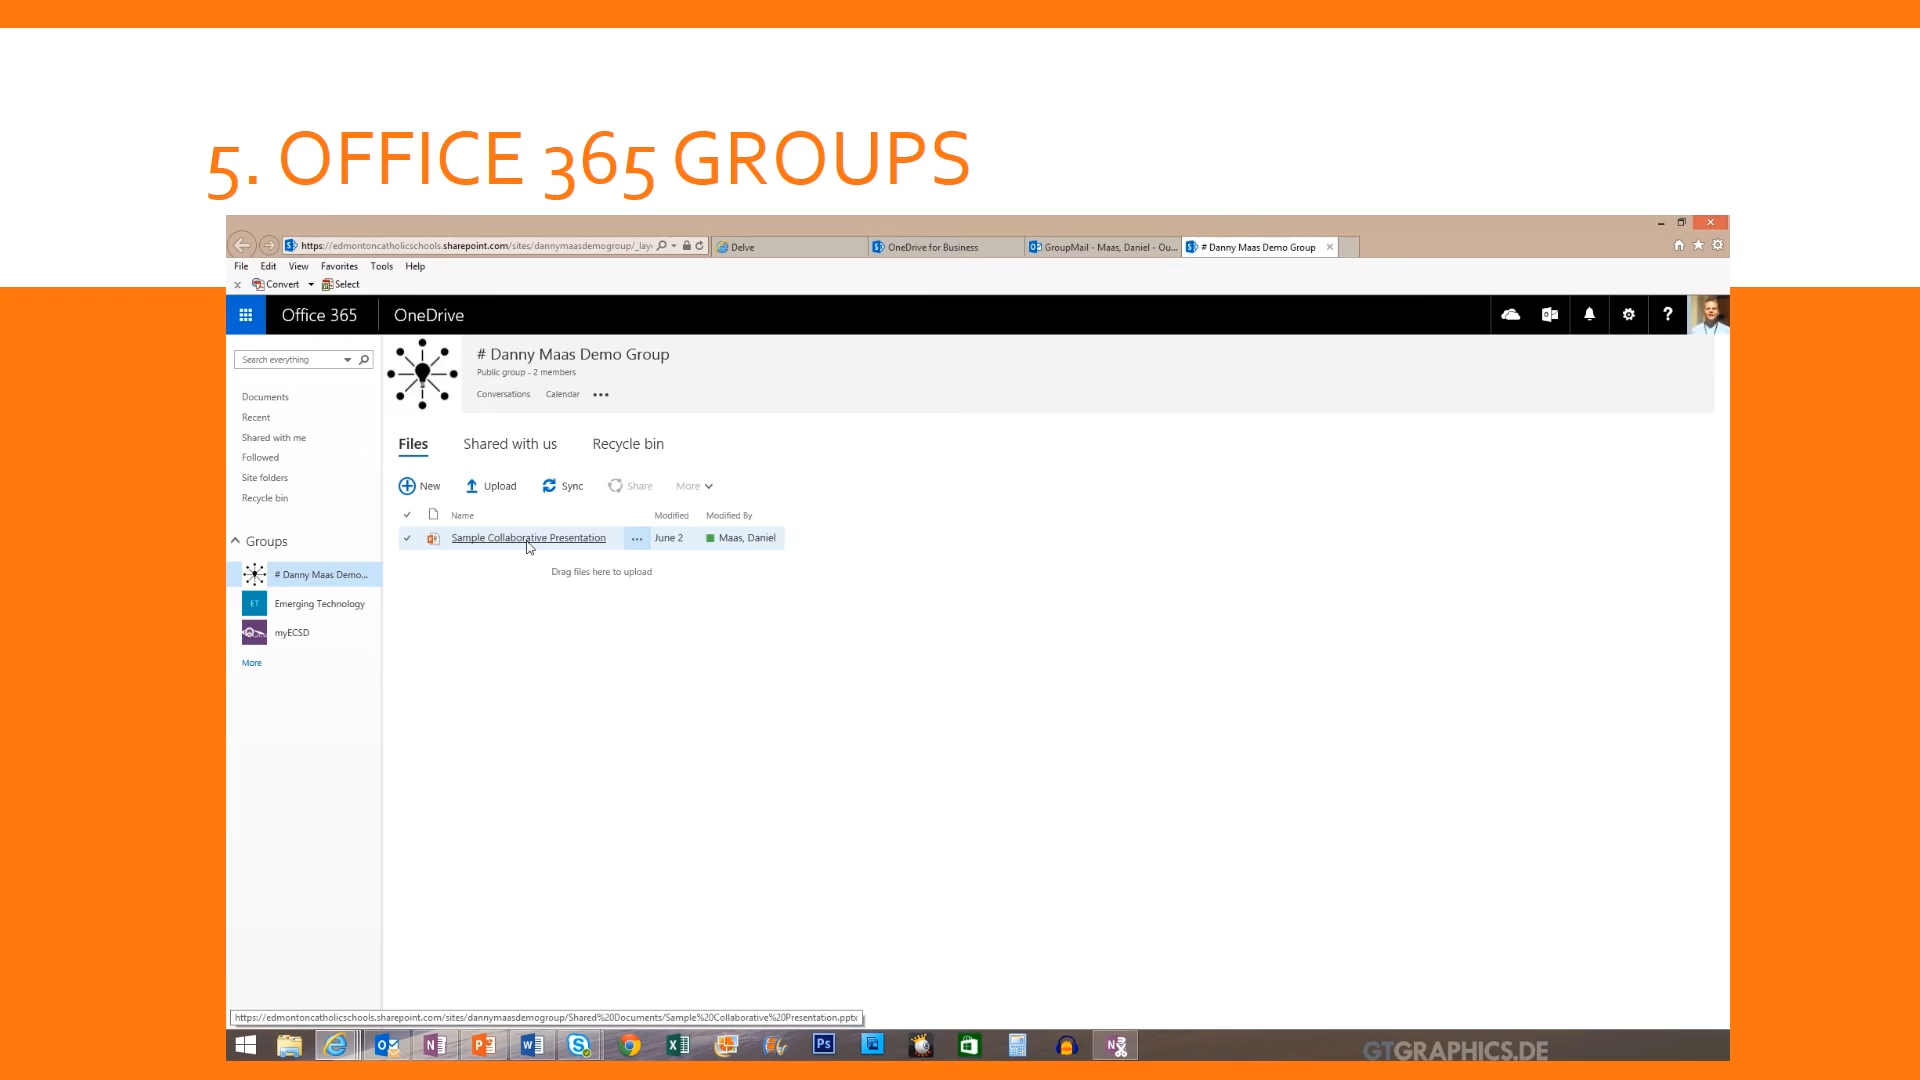 5. OFFICE 365 GROUPS
https://edmontoncatholicschools.sharepoint.com/sites/dannymaasdemogroup/_lay
Delve
OneDrive for Business
GroupMail - Maas, Daniel - Ou...
# Danny Maas Demo Group
File Edit View Favorites Tools Help
x Convert Select
Office 365
OneDrive
?
Search everything
# Danny Maas Demo Group
Public group - 2 members
Conversations Calendar •••
Documents
Recent
Shared with me
Followed
Site folders
Recycle bin
Files Shared with us Recycle bin
New Upload Sync Share More
Name Modified Modified By
Sample Collaborative Presentation ... June 2 Maas, Daniel
Drag files here to upload
Groups
# Danny Maas Demo...
ET Emerging Technology
myECSD
More
https://edmontoncatholicschools.sharepoint.com/sites/dannymaasdemogroup/Shared%20Documents/Sample%20Collaborative%20Presentation.pptx
Ps
GTGRAPHICS.DE